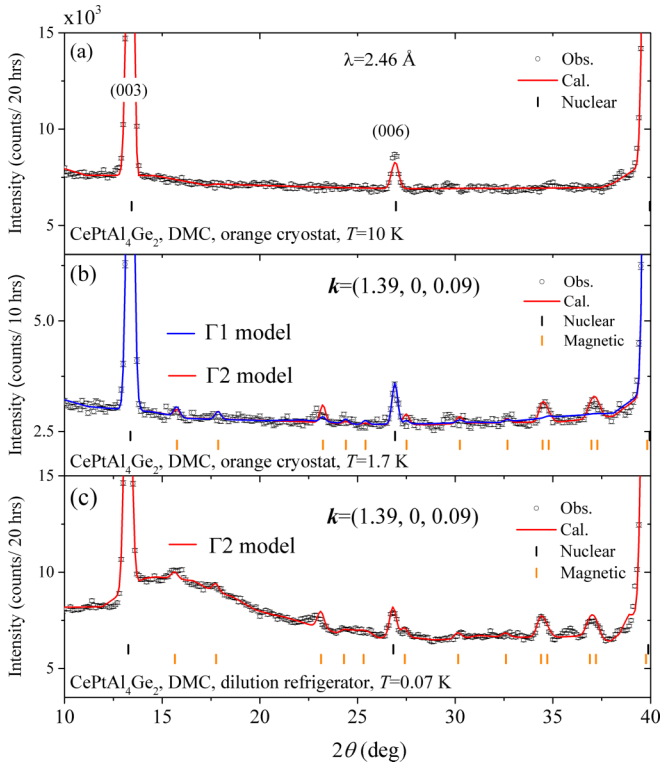 ×10³
15
(a)
λ=2.46 Å
Obs.
Cal.
Nuclear
(003)
(006)
10
5
Intensity (counts/ 20 hrs)
CePtAl₄Ge₂, DMC, orange cryostat, T=10 K
(b)
k=(1.39, 0, 0.09)
Obs.
Cal.
Nuclear
Magnetic
Γ1 model
Γ2 model
5.0
2.5
Intensity (counts/ 10 hrs)
CePtAl₄Ge₂, DMC, orange cryostat, T=1.7 K
15
(c)
k=(1.39, 0, 0.09)
Obs.
Cal.
Nuclear
Magnetic
Γ2 model
10
5
Intensity (counts/ 20 hrs)
CePtAl₄Ge₂, DMC, dilution refrigerator, T=0.07 K
10 15 20 25 30 35 40
2θ (deg)